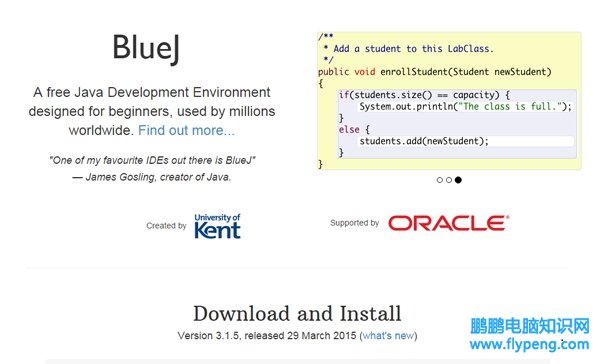 BlueJ
A free Java Development Environment
designed for beginners, used by millions
worldwide. Find out more...
"One of my favourite IDEs out there is BlueJ"
— James Gosling, creator of Java.
/**
* Add a student to this LabClass.
*/
public void enrollStudent(Student newStudent)
{
if(students.size() == capacity) {
System.out.println("The class is full.");
}
else {
students.add(newStudent);
}
}
Created by University of
Kent
Supported by ORACLE®
Download and Install
Version 3.1.5, released 29 March 2015 (what's new)
鹏鹏电脑知识网
www.flypeng.com